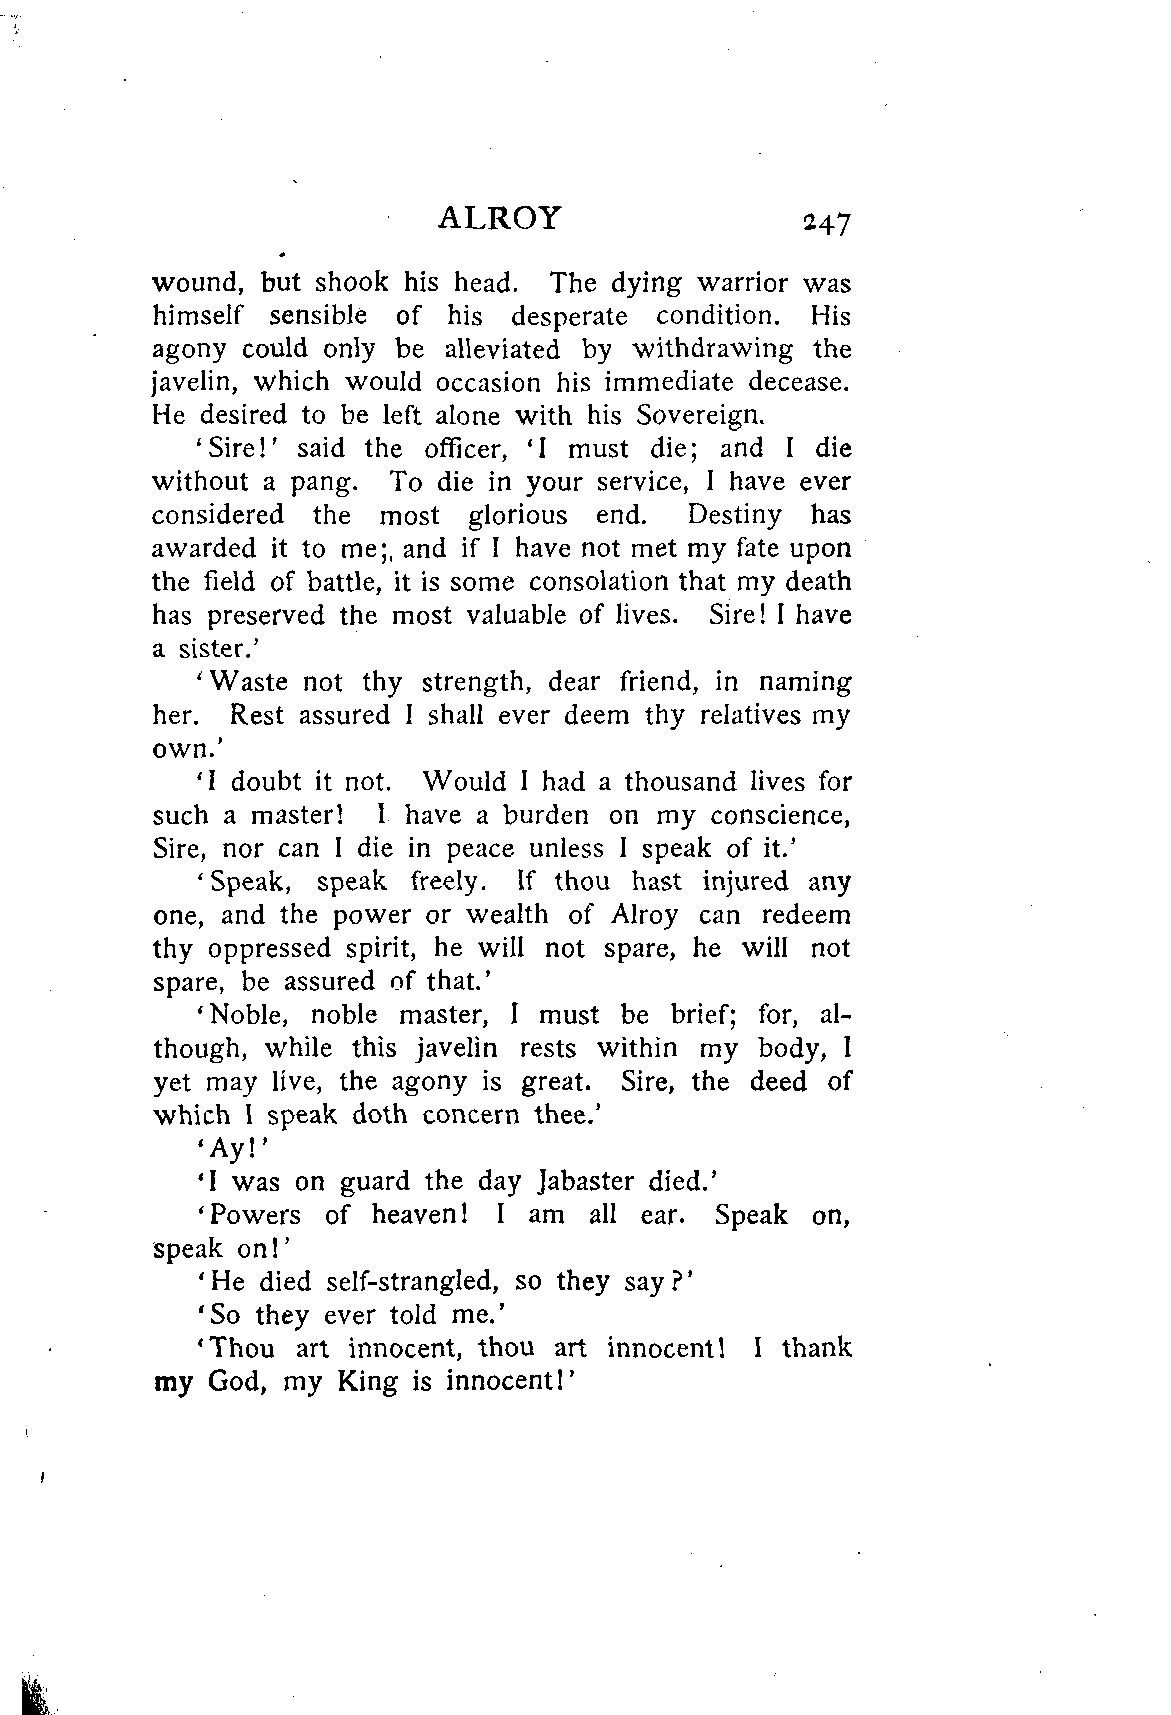 ALROY 247
wound, but shook his head. The dying warrior was
himself sensible of his desperate condition. His
agony could only be alleviated by withdrawing the
javelin, which would occasion his immediate decease.
He desired to be left alone with his Sovereign.
'Sire!' said the officer, 'I must die; and I die
without a pang. To die in your service, I have ever
considered the most glorious end. Destiny has
awarded it to me; and if I have not met my fate upon
the field of battle, it is some consolation that my death
has preserved the most valuable of lives. Sire! I have
a sister.'
'Waste not thy strength, dear friend, in naming
her. Rest assured I shall ever deem thy relatives my
own.'
'I doubt it not. Would I had a thousand lives for
such a master! I have a burden on my conscience,
Sire, nor can I die in peace unless I speak of it.'
'Speak, speak freely. If thou hast injured any
one, and the power or wealth of Alroy can redeem
thy oppressed spirit, he will not spare, he will not
spare, be assured of that.'
'Noble, noble master, I must be brief; for, al-
though, while this javelin rests within my body, I
yet may live, the agony is great. Sire, the deed of
which I speak doth concern thee.'
'Ay!'
'I was on guard the day Jabaster died.'
'Powers of heaven! I am all ear. Speak on,
speak on!'
'He died self-strangled, so they say?'
'So they ever told me.'
'Thou art innocent, thou art innocent! I thank
my God, my King is innocent!'